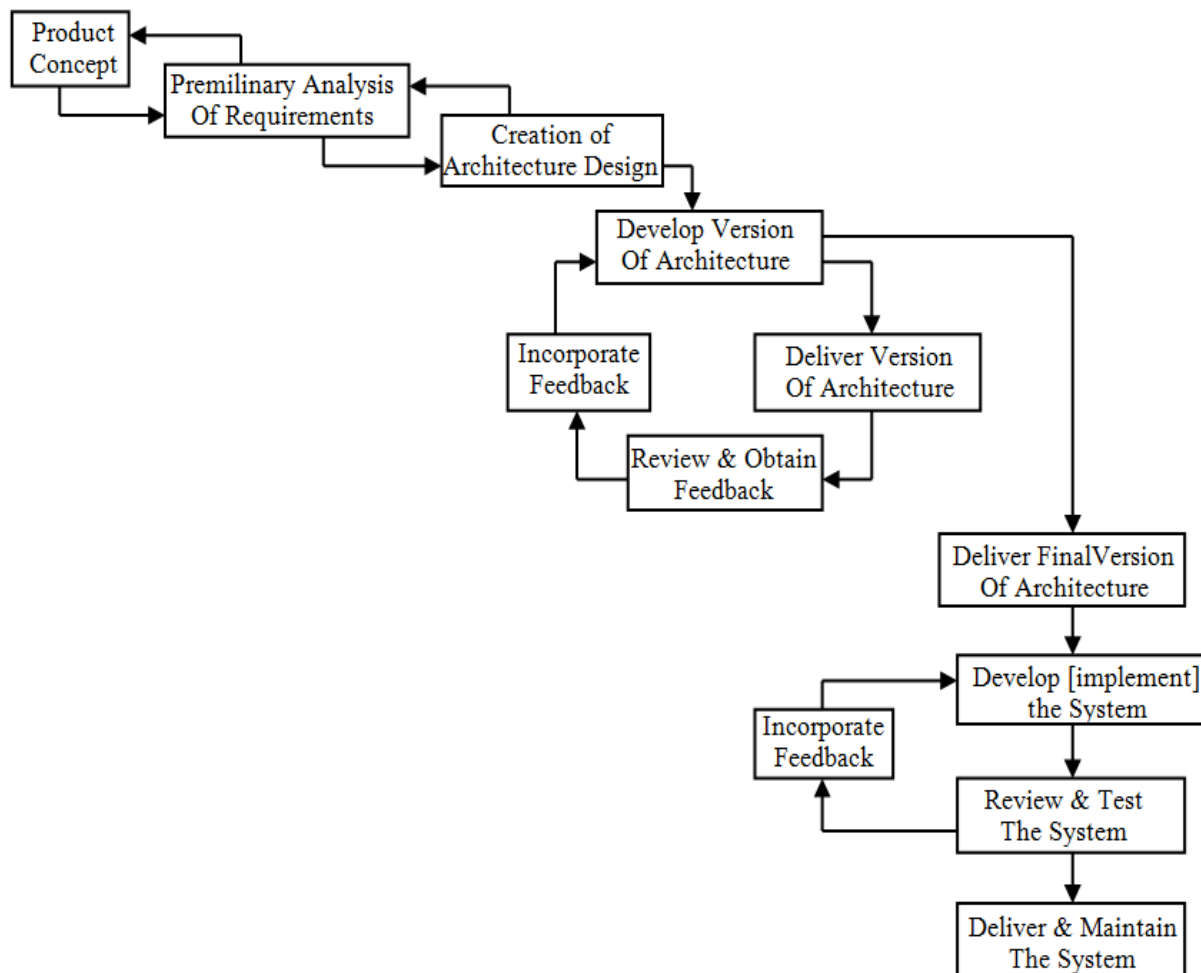 Product
Concept
Premilinary Analysis
Of Requirements
Creation of
Architecture Design
Develop Version
Of Architecture
Incorporate
Feedback
Deliver Version
Of Architecture
Review & Obtain
Feedback
Deliver FinalVersion
Of Architecture
Develop [implement]
the System
Incorporate
Feedback
Review & Test
The System
Deliver & Maintain
The System